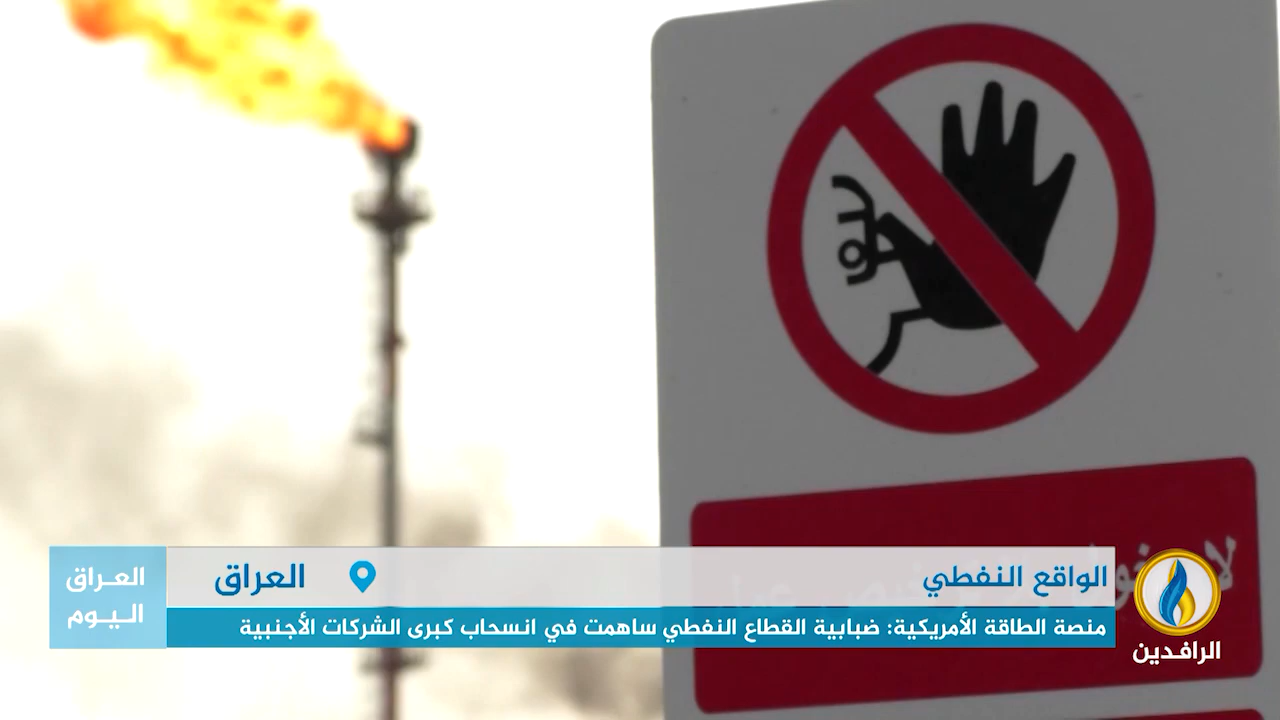 الواقع النفطي
العراق
منصة الطاقة الأمريكية: ضبابية القطاع النفطي ساهمت في انسحاب كبرى الشركات الأجنبية
العراق
اليوم
الرافدين